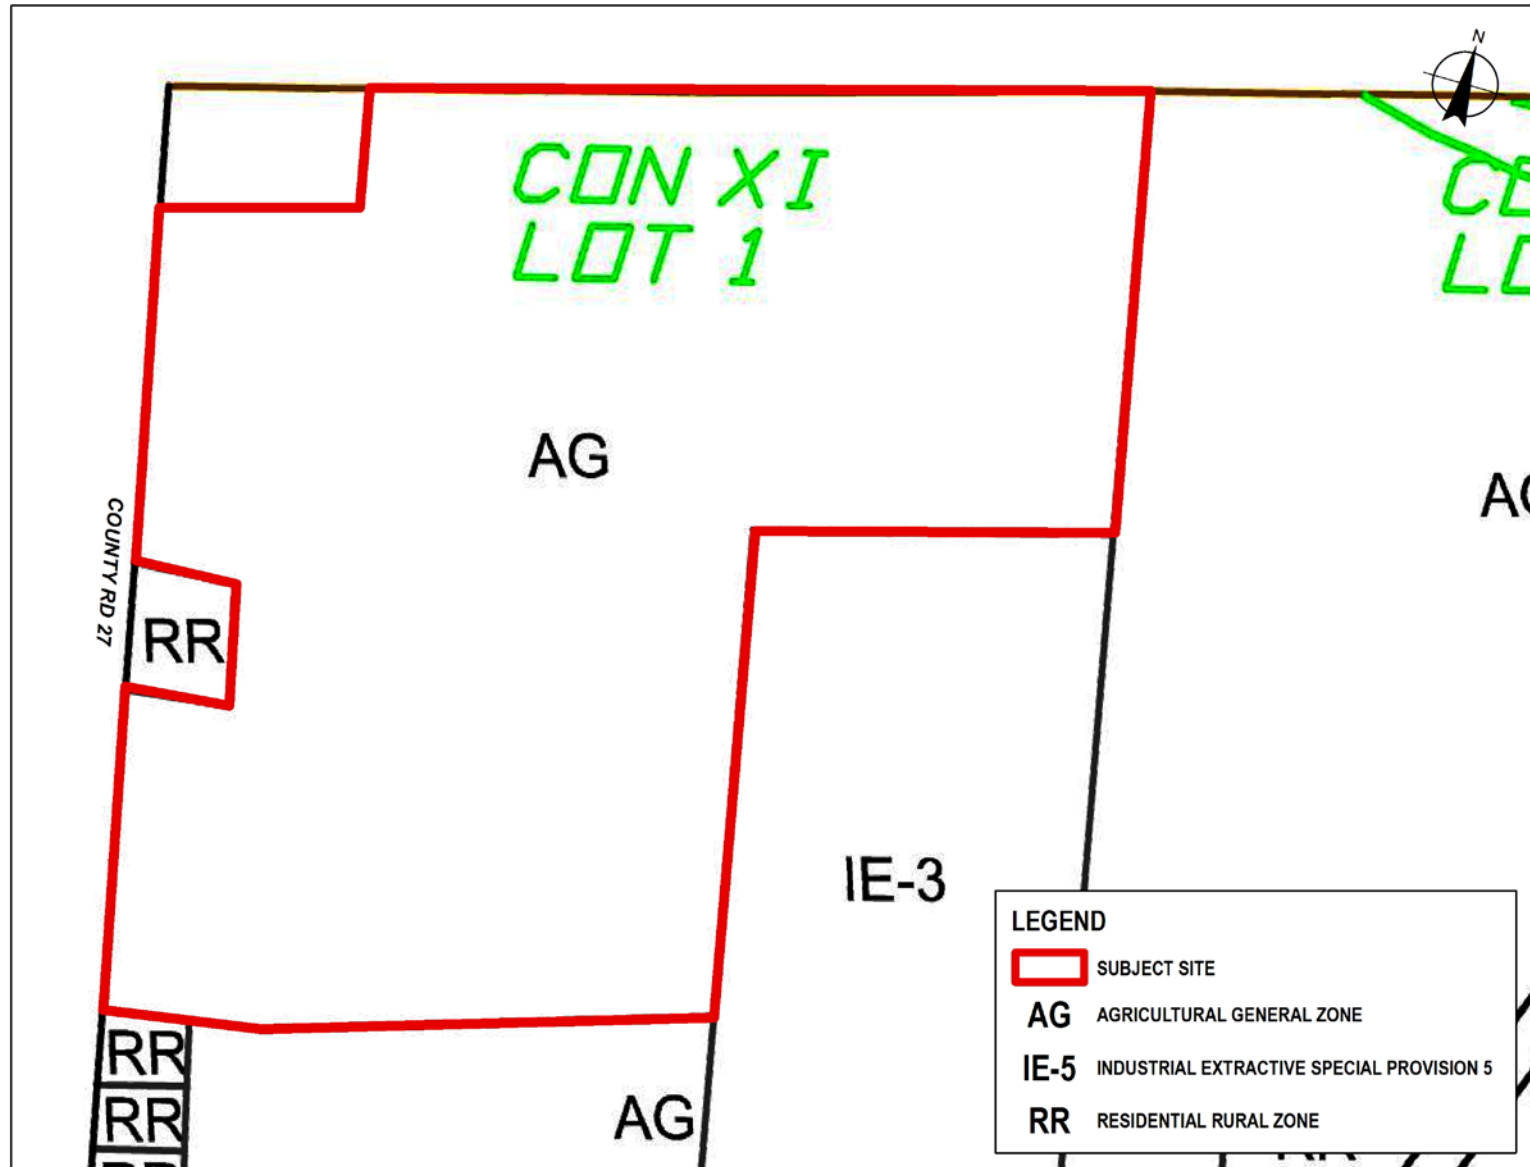 N
CON XI
LOT 1
AG
COUNTY RD 27
RR
IE-3
LEGEND
SUBJECT SITE
AG AGRICULTURAL GENERAL ZONE
IE-5 INDUSTRIAL EXTRACTIVE SPECIAL PROVISION 5
RR RESIDENTIAL RURAL ZONE
RR
RR
AG